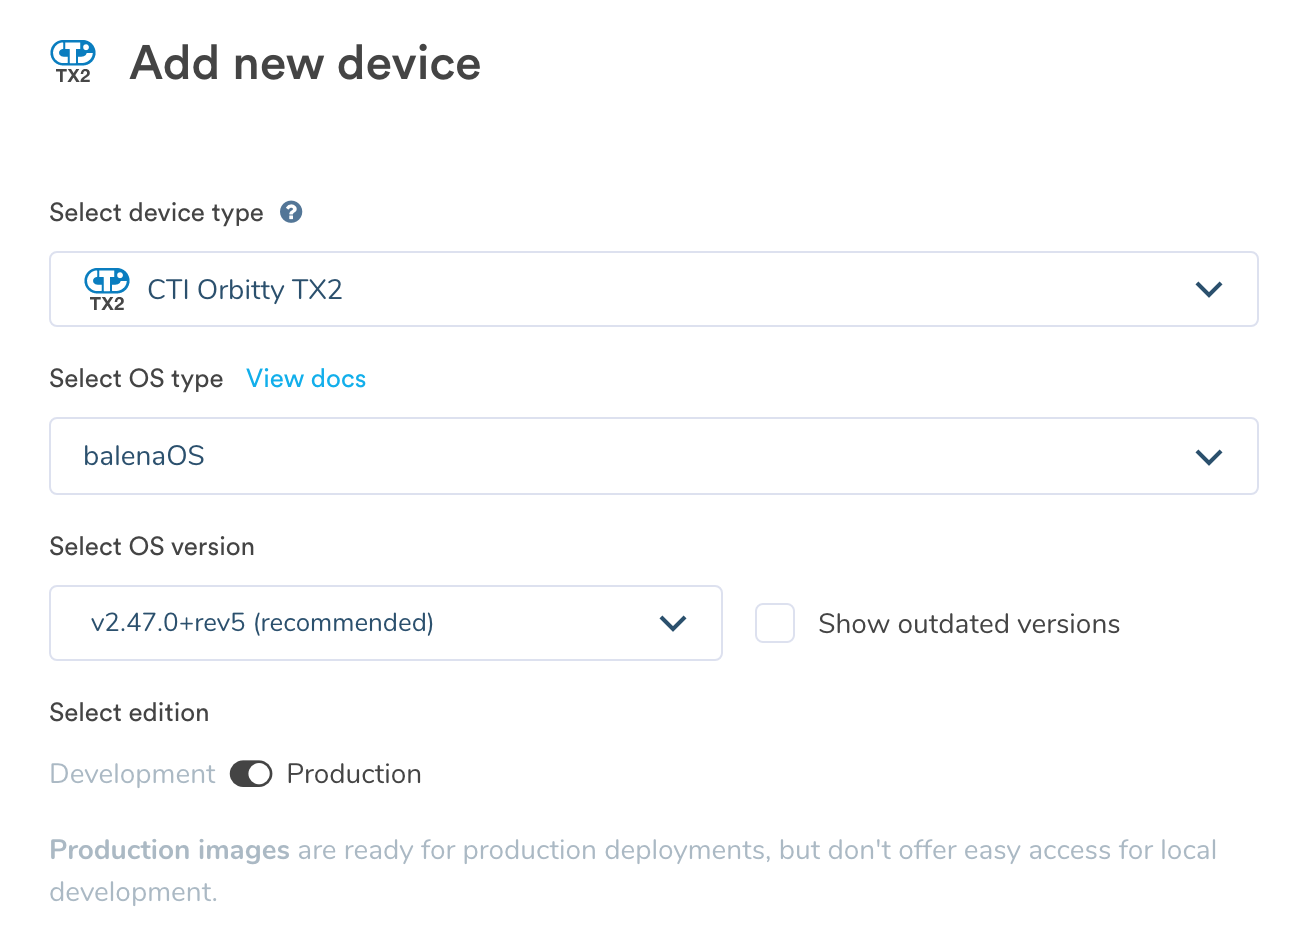 TX2
Add new device
Select device type ?
TX2 CTI Orbitty TX2
Select OS type View docs
balenaOS
Select OS version
v2.47.0+rev5 (recommended) Show outdated versions
Select edition
Development Production
Production images are ready for production deployments, but don't offer easy access for local
development.